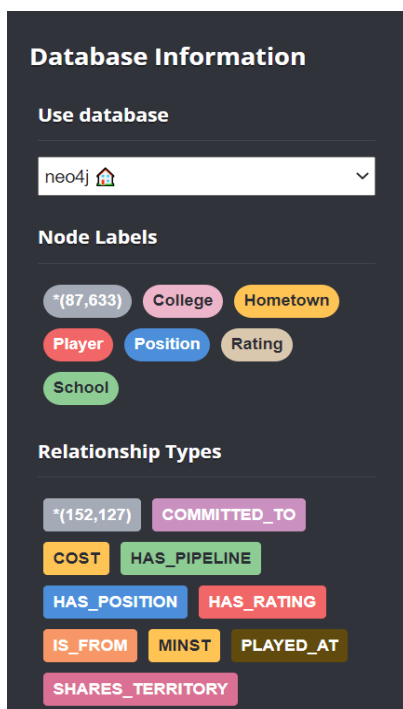 Database Information
Use database
neo4j
Node Labels
*(87,633) College Hometown
Player Position Rating
School
Relationship Types
*(152,127) COMMITTED_TO
COST HAS_PIPELINE
HAS_POSITION HAS_RATING
IS_FROM MINST PLAYED_AT
SHARES_TERRITORY